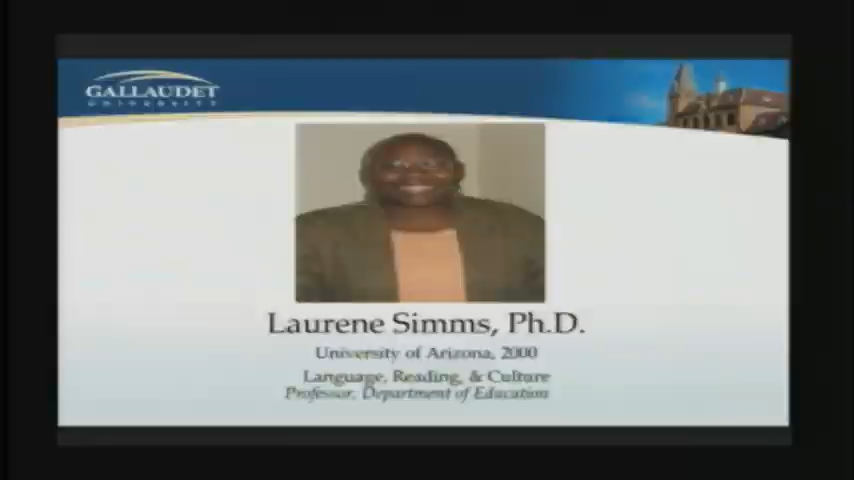 GALLAUDET
UNIVERSITY
Laurene Simms, Ph.D.
University of Arizona, 2000
Language, Reading, & Culture
Professor, Department of Education